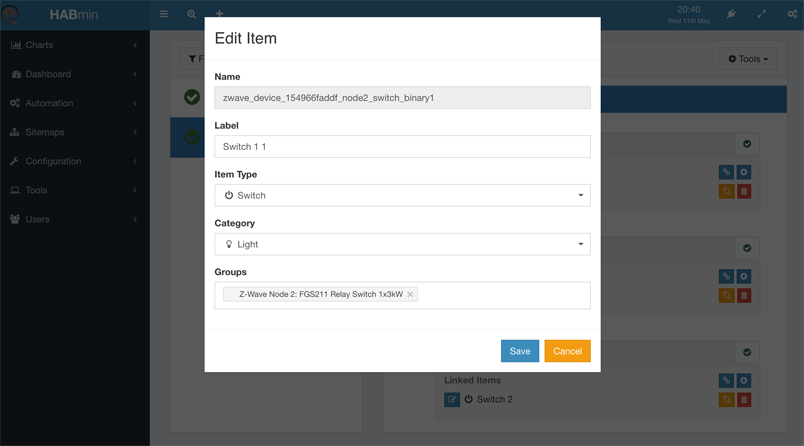 HABmin
20:40
Wed 11th May
Charts
Dashboard
Automation
Sitemaps
Configuration
Tools
Users
F
Tools
Edit Item
Name
zwave_device_154966faddf_node2_switch_binary1
Label
Switch 1 1
Item Type
Switch
Category
Light
Groups
Z-Wave Node 2: FGS211 Relay Switch 1x3kW
Save
Cancel
Linked Items
Switch 2